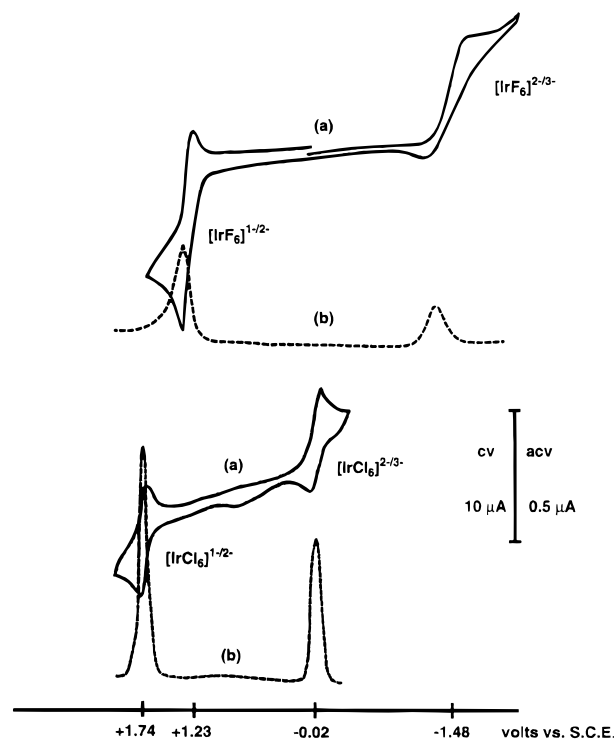 (a)
[IrF₆]²⁻/³⁻
[IrF₆]¹⁻/²⁻
(b)
(a)
[IrCl₆]²⁻/³⁻
cv acv
10 μA 0.5 μA
[IrCl₆]¹⁻/²⁻
(b)
+1.74 +1.23 -0.02 -1.48 volts vs. S.C.E.